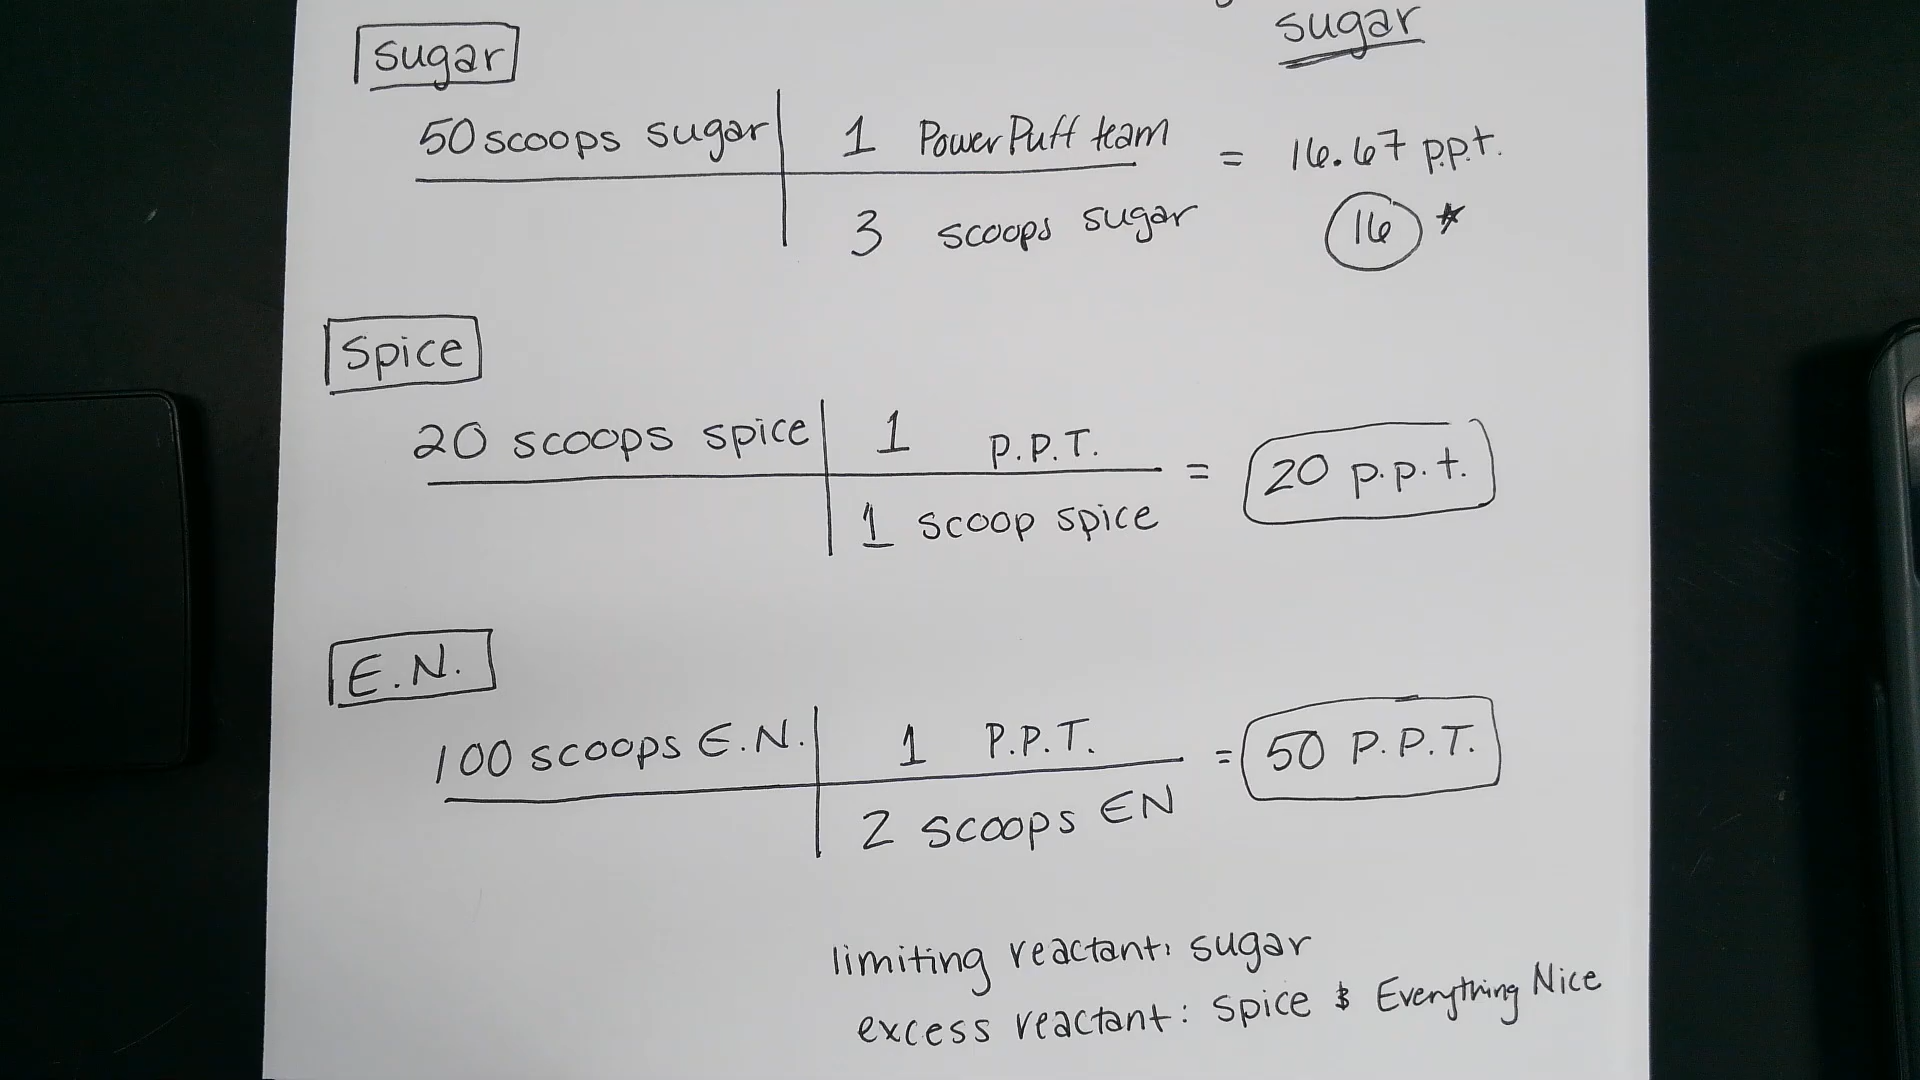 sugar
sugar
50 scoops sugar 1 PowerPuff team
= 16.67 p.p.t.
3 scoops sugar
16 *
Spice
20 scoops spice 1 P.P.T.
= 20 p.p.t.
1 scoop spice
E.N.
100 scoops E.N. 1 P.P.T.
= 50 P.P.T.
2 scoops EN
limiting reactant: sugar
excess reactant: spice & Everything Nice